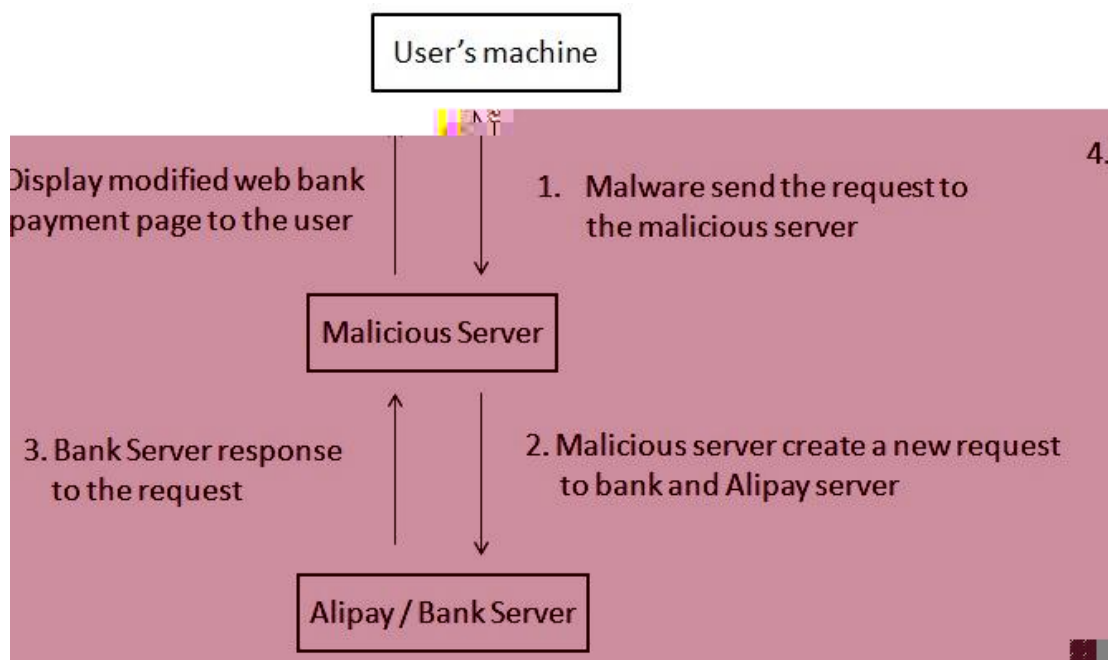 User's machine
4.
Display modified web bank
payment page to the user
1. Malware send the request to
the malicious server
Malicious Server
3. Bank Server response
to the request
2. Malicious server create a new request
to bank and Alipay server
Alipay / Bank Server